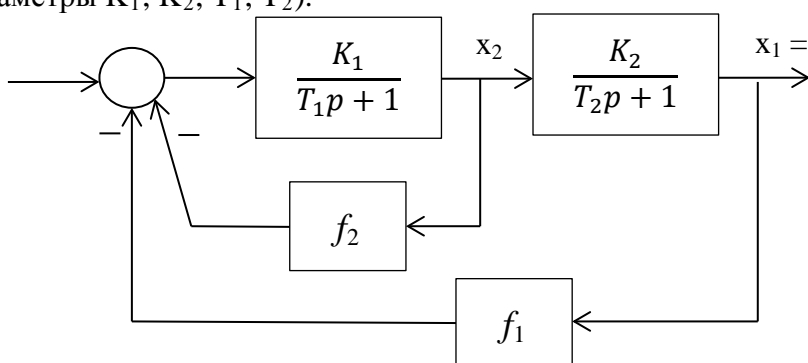 аметры K₁, K₂, T₁, T₂).
x₂
x₁ =
K₁
T₁p + 1
K₂
T₂p + 1
–
–
f₂
f₁